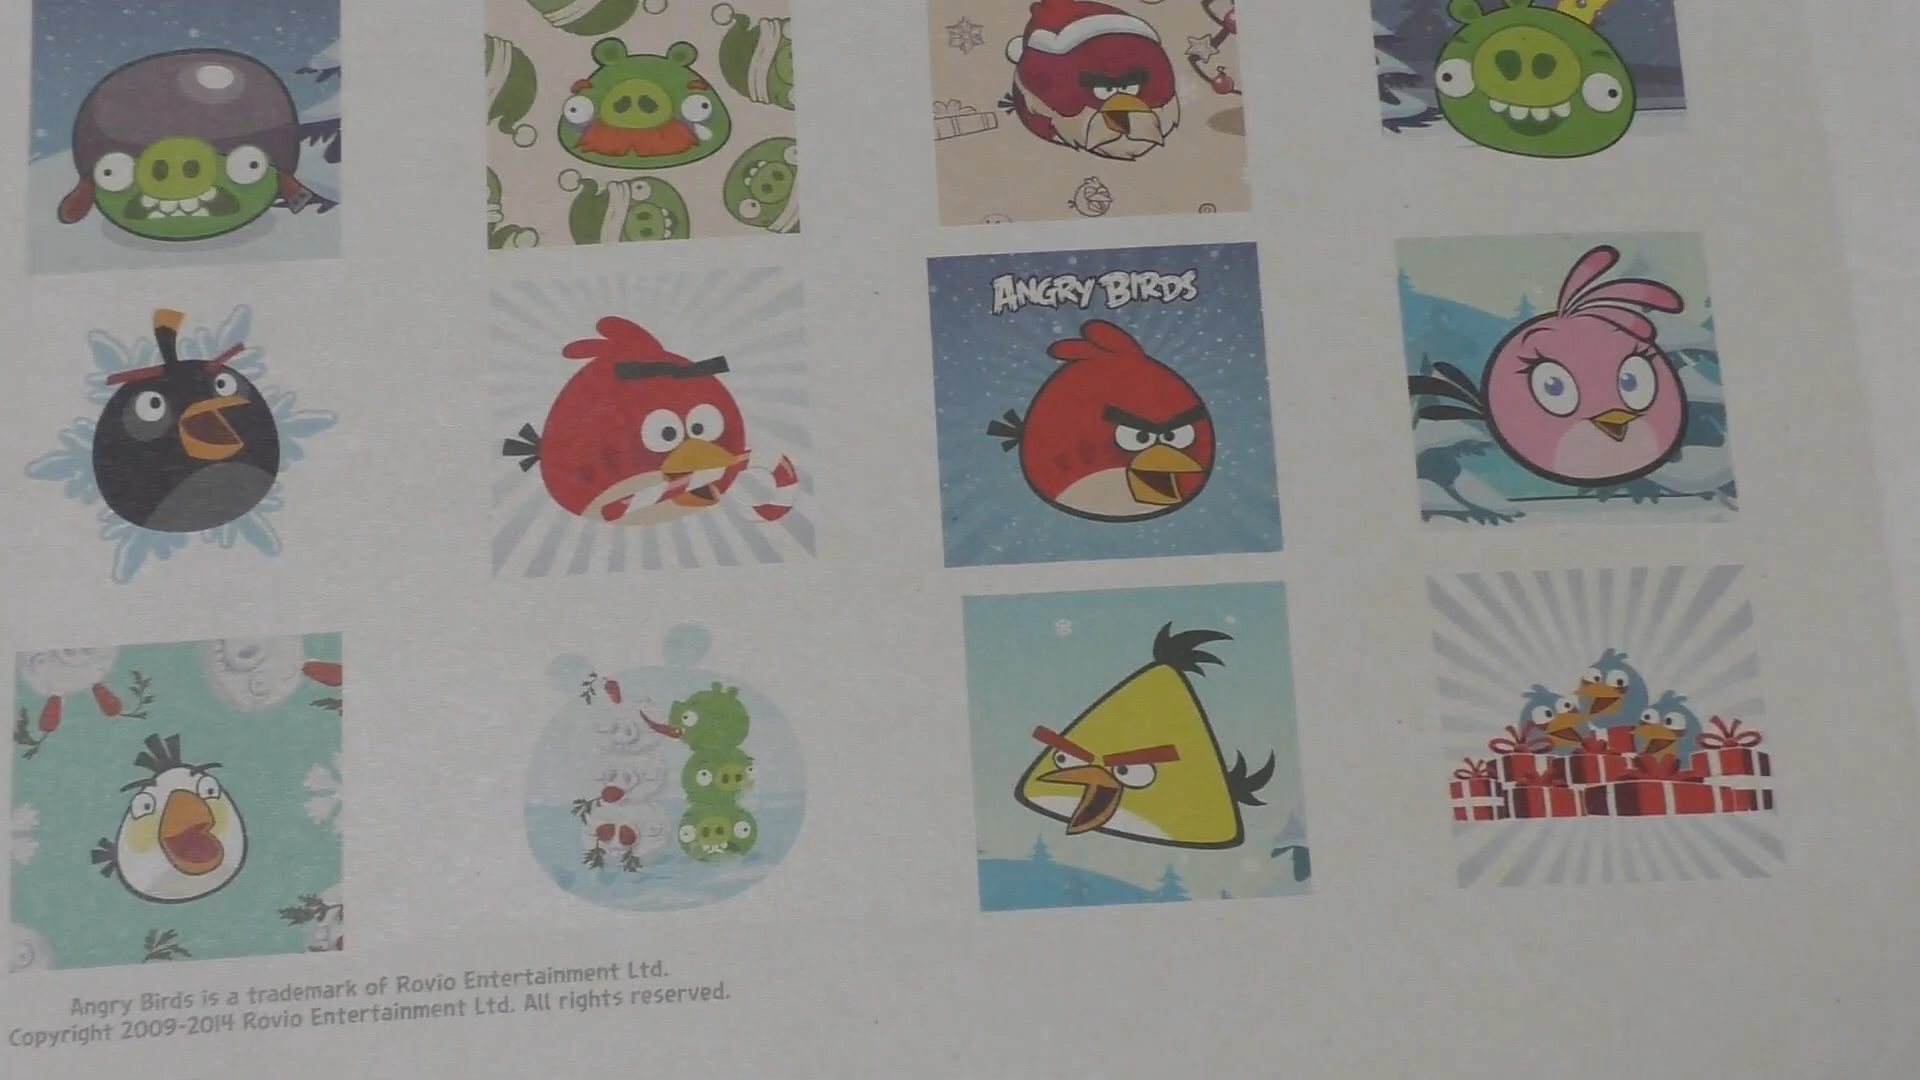 ANGRY BIRDS
Angry Birds is a trademark of Rovio Entertainment Ltd.
Copyright 2009-2014 Rovio Entertainment Ltd. All rights reserved.